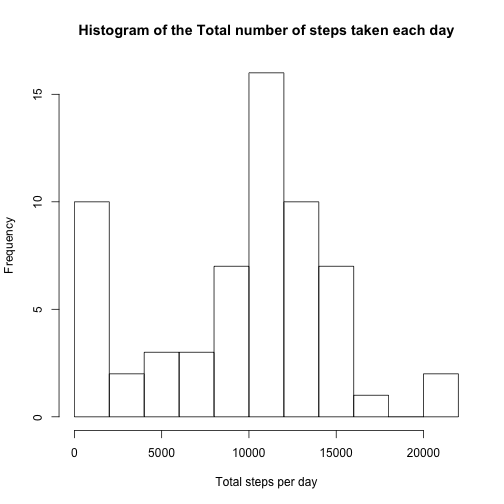 Histogram of the Total number of steps taken each day
Frequency
15
10
5
0
0 5000 10000 15000 20000
Total steps per day